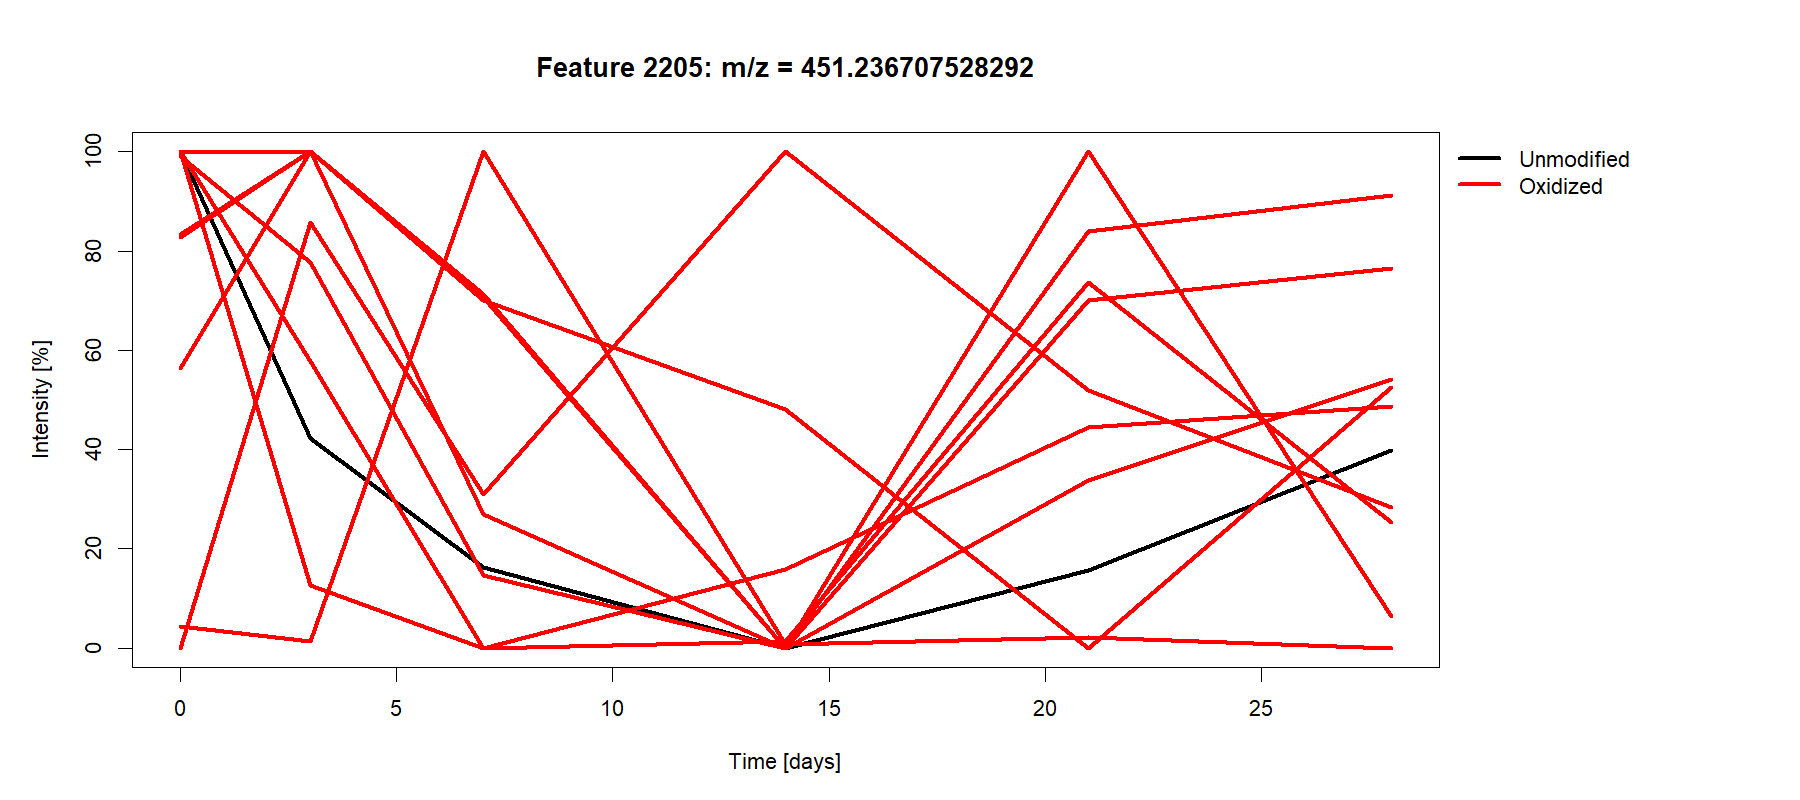 Feature 2205: m/z = 451.236707528292
Unmodified
Oxidized
Intensity [%]
100
80
60
40
20
0
0 5 10 15 20 25
Time [days]